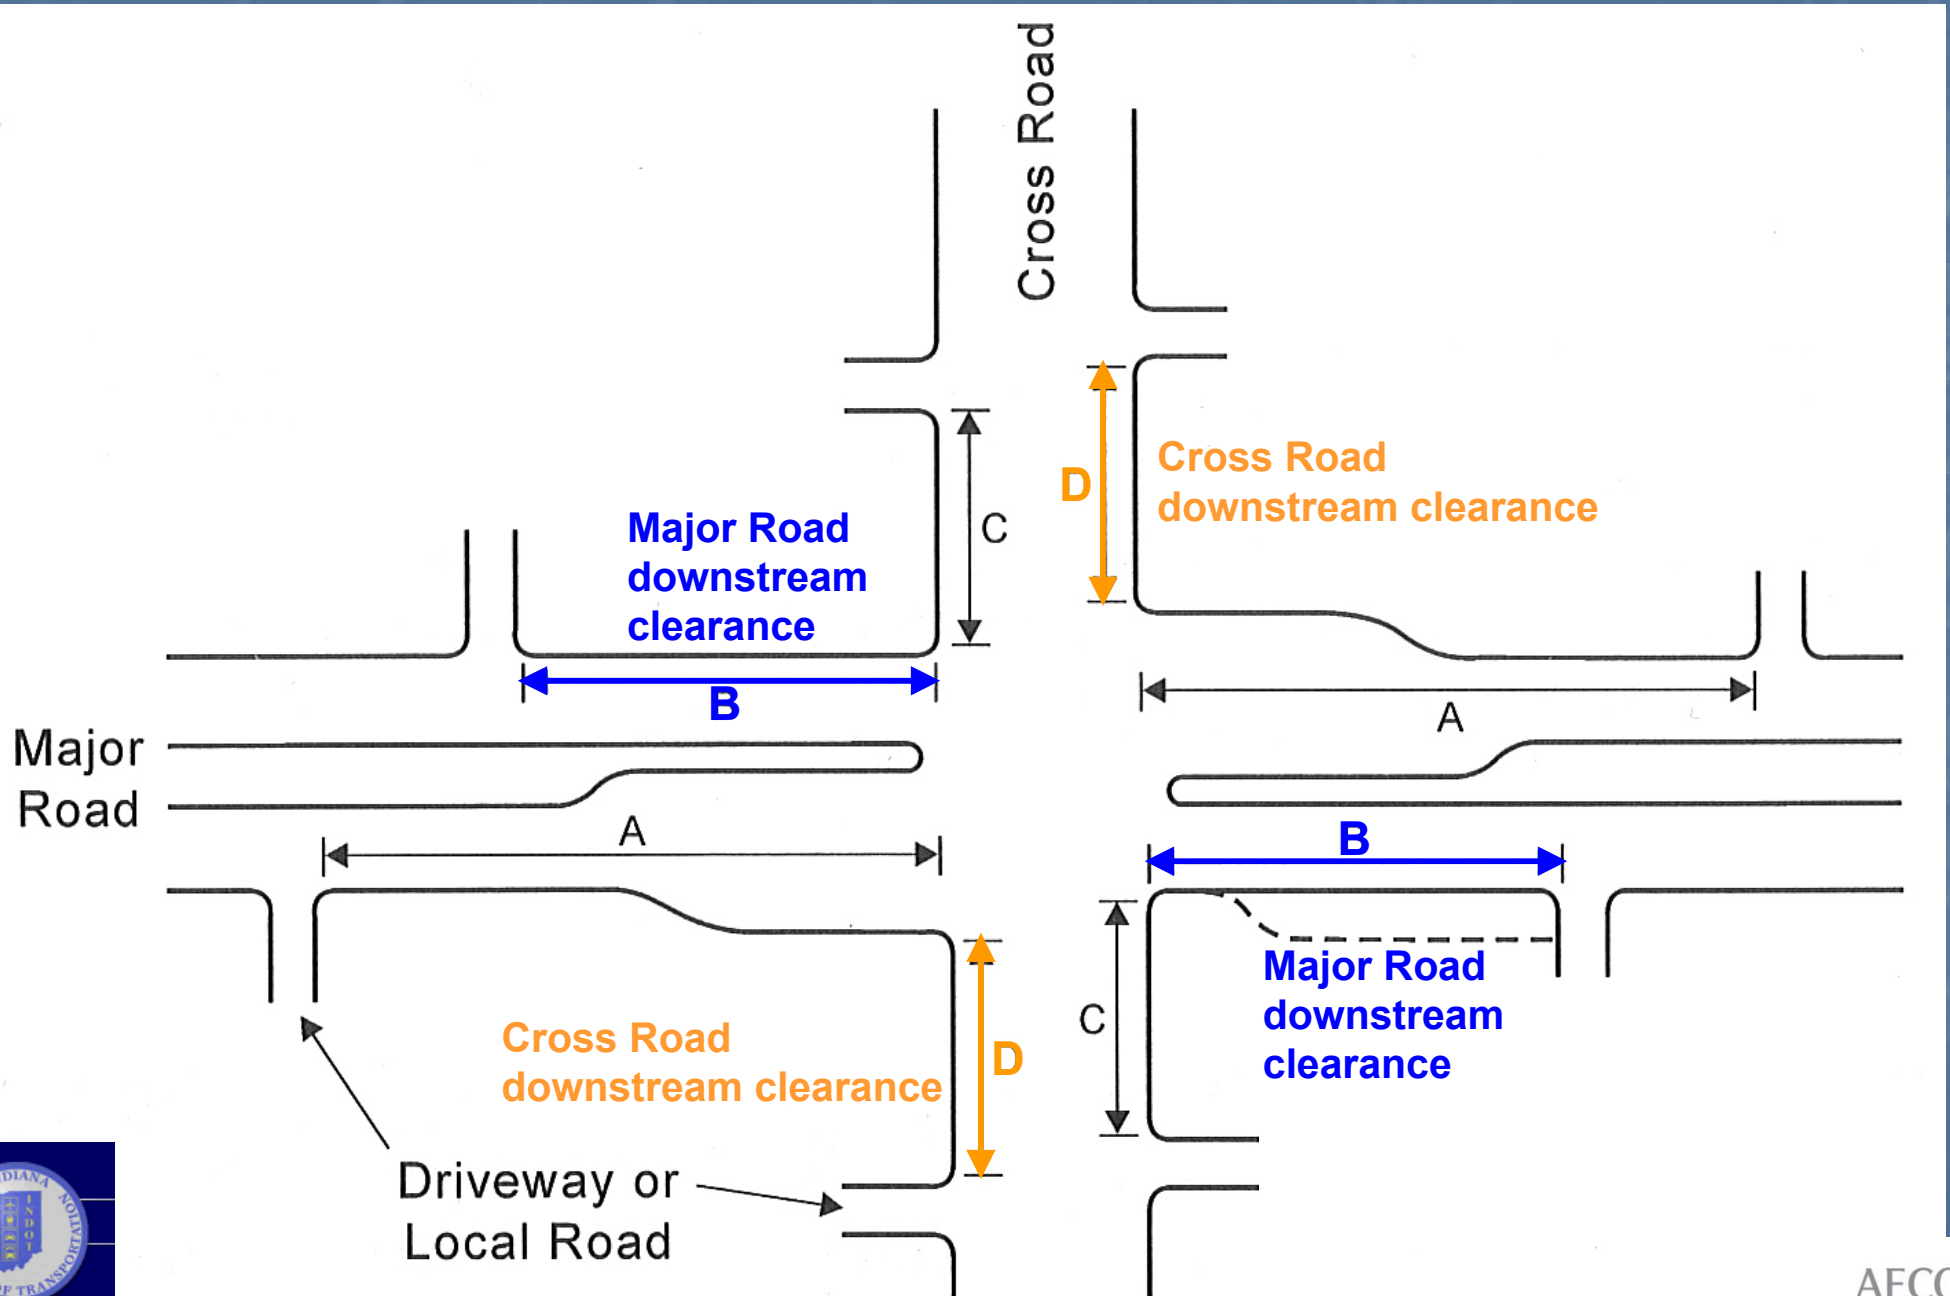 Cross Road
Cross Road
downstream clearance
D
C
Major Road
downstream
clearance
B
A
Major
Road
A
B
Major Road
downstream
clearance
C
Cross Road
downstream clearance
D
Driveway or
Local Road
INDOT